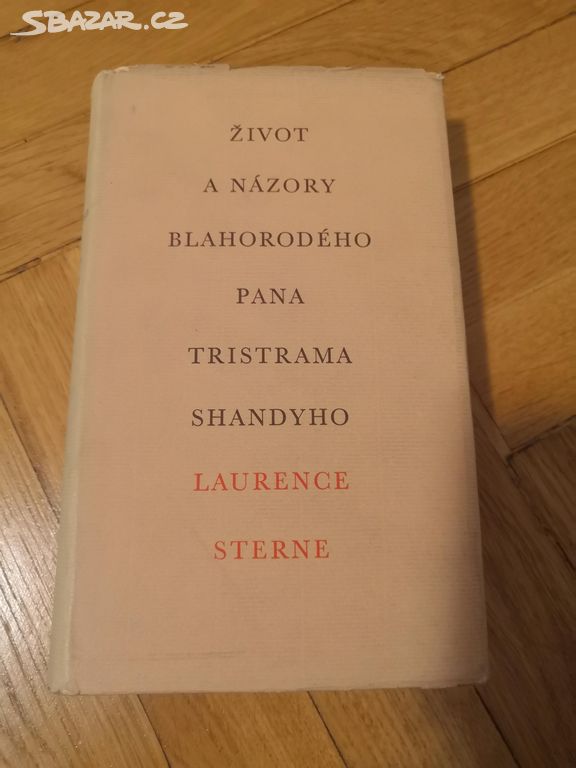 SBAZAR.CZ
ŽIVOT
A NÁZORY
BLAHORODÉHO
PANA
TRISTRAMA
SHANDYHO
LAURENCE
STERNE